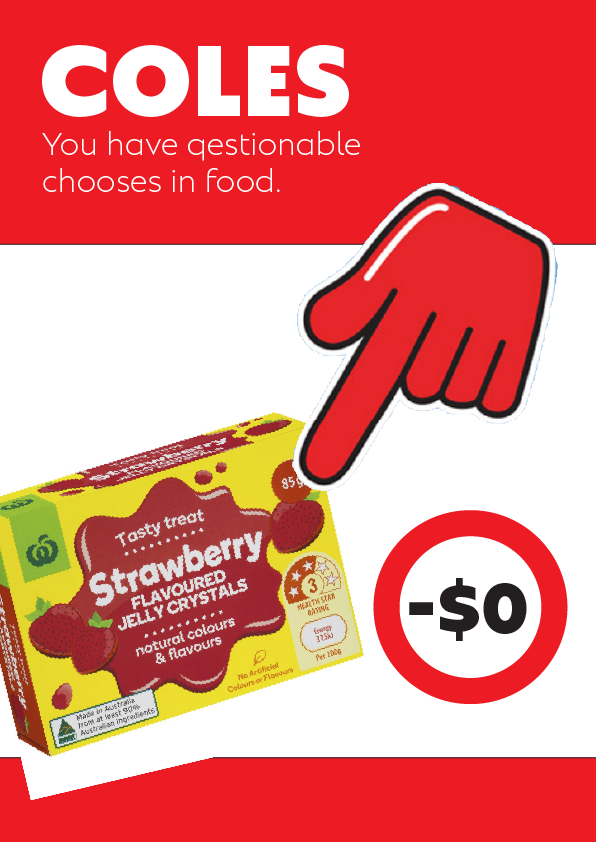 COLES
You have qestionable
chooses in food.
Strawberry
85g
Tasty treat
Strawberry
FLAVOURED
JELLY CRYSTALS
natural colours
& flavours
3
HEALTH STAR
RATING
Energy
Per 100g
No Artificial
Colours or Flavours
Made in Australia
from at least 90%
Australian ingredients
-$0